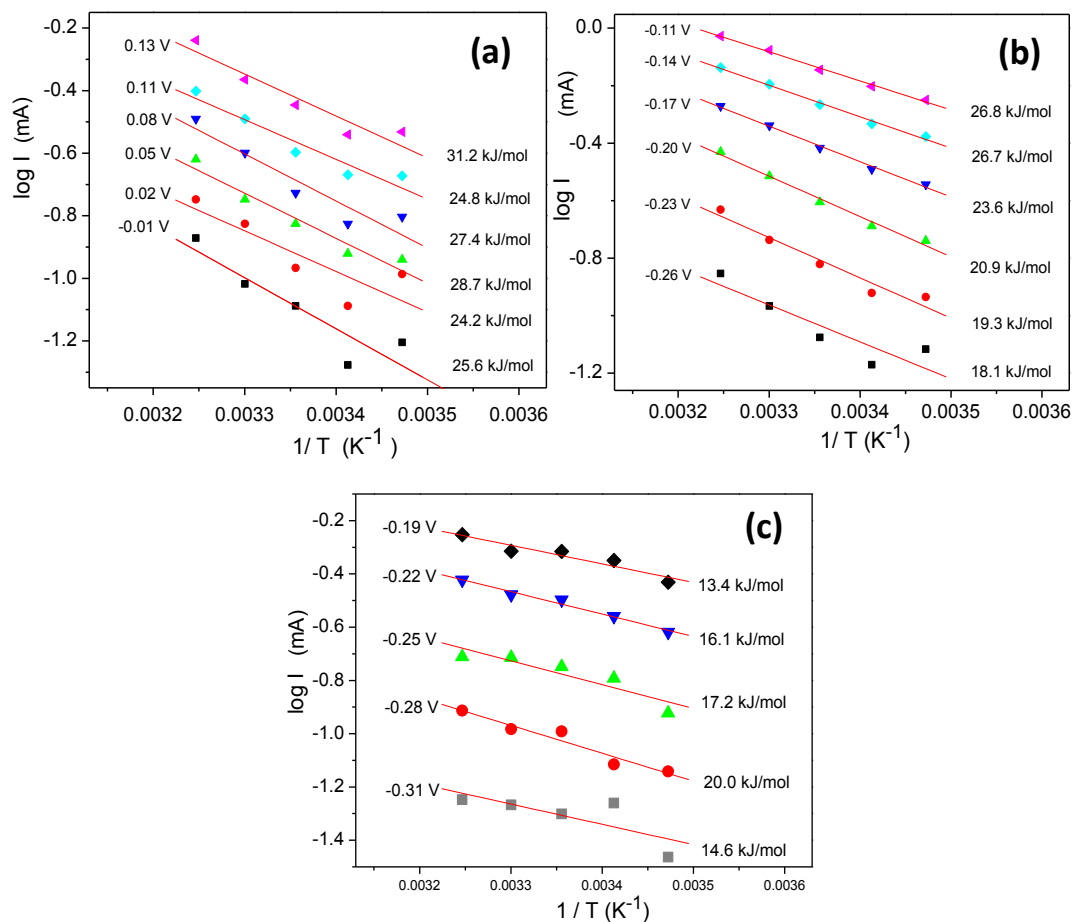 (a)
log I (mA)
-0.2
-0.4
-0.6
-0.8
-1.0
-1.2
0.13 V
0.11 V
0.08 V
0.05 V
0.02 V
-0.01 V
31.2 kJ/mol
24.8 kJ/mol
27.4 kJ/mol
28.7 kJ/mol
24.2 kJ/mol
25.6 kJ/mol
0.0032 0.0033 0.0034 0.0035 0.0036
1/ T (K-1)
(b)
log I (mA)
0.0
-0.4
-0.8
-1.2
-0.11 V
-0.14 V
-0.17 V
-0.20 V
-0.23 V
-0.26 V
26.8 kJ/mol
26.7 kJ/mol
23.6 kJ/mol
20.9 kJ/mol
19.3 kJ/mol
18.1 kJ/mol
0.0032 0.0033 0.0034 0.0035 0.0036
1/ T (K-1)
(c)
log I (mA)
-0.2
-0.4
-0.6
-0.8
-1.0
-1.2
-1.4
-0.19 V
-0.22 V
-0.25 V
-0.28 V
-0.31 V
13.4 kJ/mol
16.1 kJ/mol
17.2 kJ/mol
20.0 kJ/mol
14.6 kJ/mol
0.0032 0.0033 0.0034 0.0035 0.0036
1 / T (K-1)